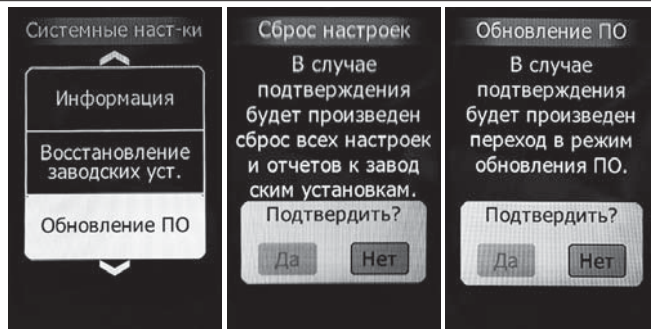 Системные наст-ки
Информация
Восстановление
заводских уст.
Обновление ПО
Сброс настроек
В случае
подтверждения
будет произведен
сброс всех настроек
и отчетов к завод
ским установкам.
Подтвердить?
Да
Нет
Обновление ПО
В случае
подтверждения
будет произведен
переход в режим
обновления ПО.
Подтвердить?
Да
Нет